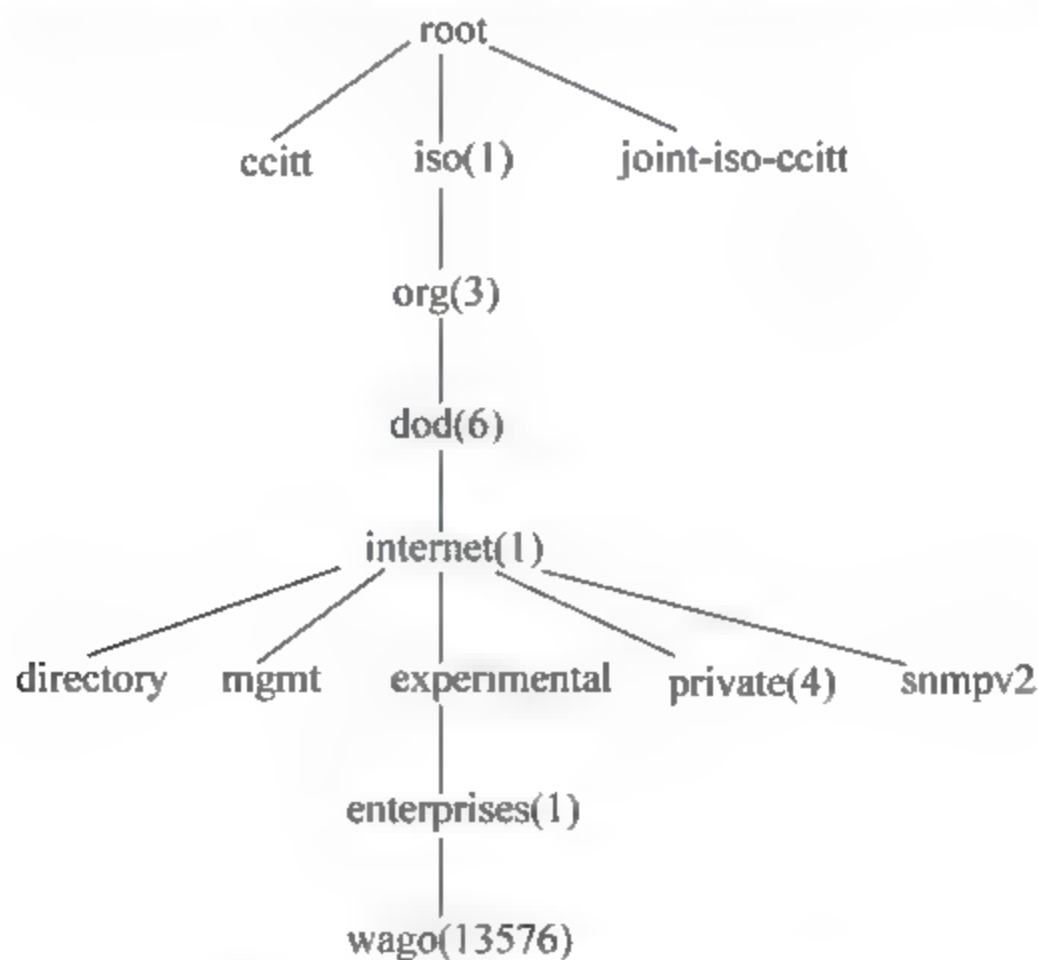 root
ccitt iso(1) joint-iso-ccitt
org(3)
dod(6)
internet(1)
directory mgmt experimental private(4) snmpv2
enterprises(1)
wago(13576)